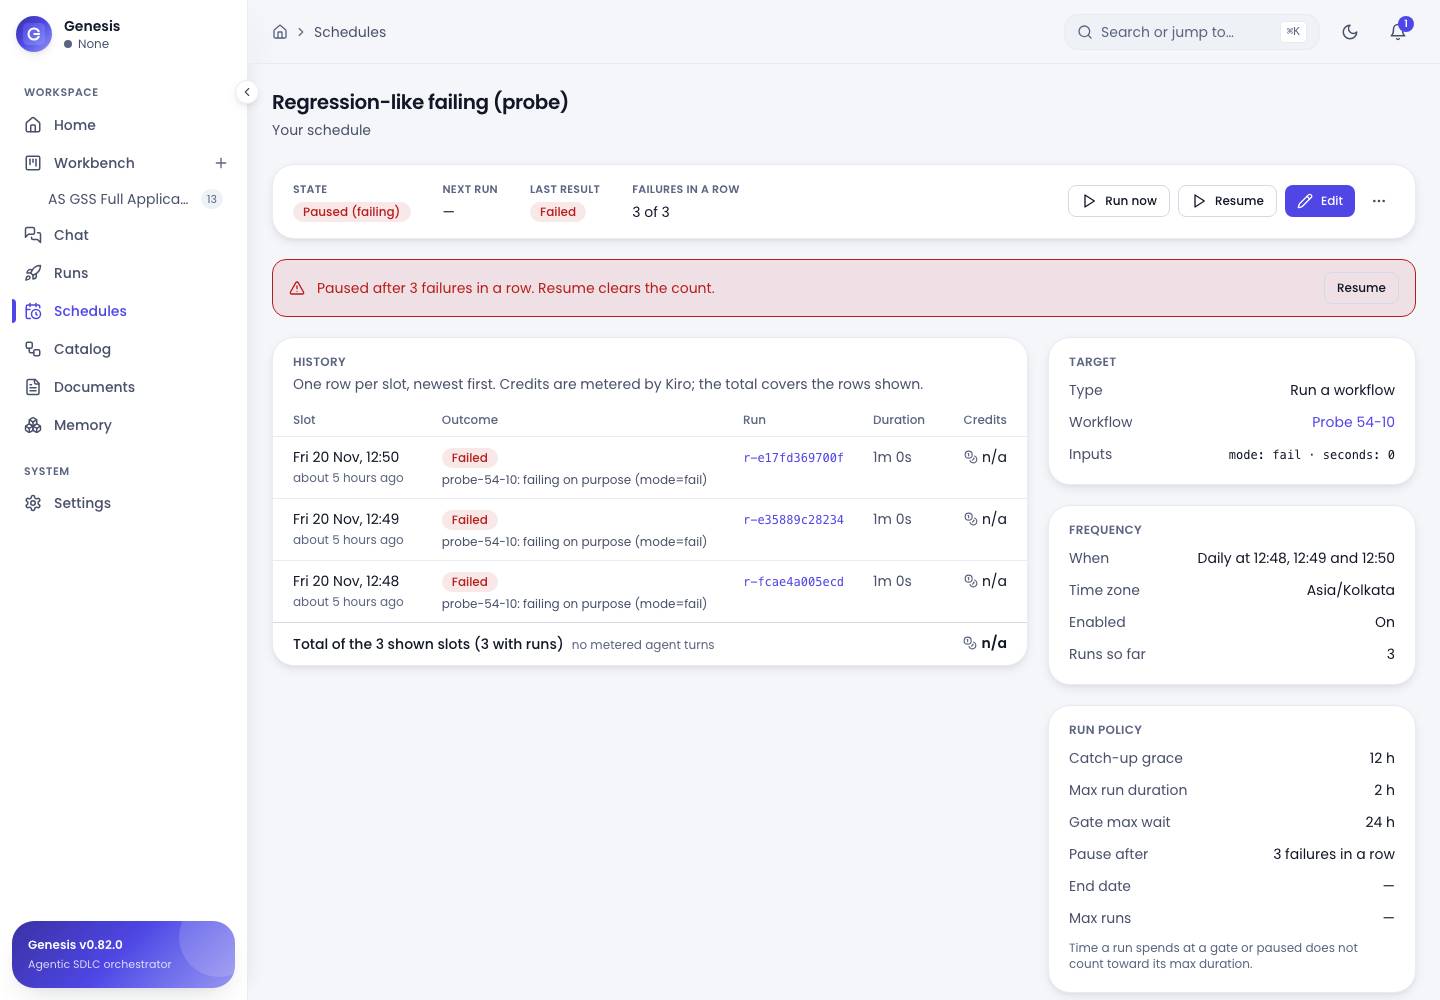 Genesis
None
WORKSPACE
Home
Workbench
AS GSS Full Applica... 13
Chat
Runs
Schedules
Catalog
Documents
Memory
SYSTEM
Settings
Genesis v0.82.0
Agentic SDLC orchestrator
Schedules
Search or jump to... ⌘K
1
Regression-like failing (probe)
Your schedule
STATE
Paused (failing)
NEXT RUN
—
LAST RESULT
Failed
FAILURES IN A ROW
3 of 3
Run now
Resume
Edit
Paused after 3 failures in a row. Resume clears the count.
Resume
HISTORY
One row per slot, newest first. Credits are metered by Kiro; the total covers the rows shown.
Slot Outcome Run Duration Credits
Fri 20 Nov, 12:50 Failed r-e17fd369700f 1m 0s n/a
about 5 hours ago probe-54-10: failing on purpose (mode=fail)
Fri 20 Nov, 12:49 Failed r-e35889c28234 1m 0s n/a
about 5 hours ago probe-54-10: failing on purpose (mode=fail)
Fri 20 Nov, 12:48 Failed r-fcae4a005ecd 1m 0s n/a
about 5 hours ago probe-54-10: failing on purpose (mode=fail)
Total of the 3 shown slots (3 with runs) no metered agent turns n/a
TARGET
Type Run a workflow
Workflow Probe 54-10
Inputs mode: fail · seconds: 0
FREQUENCY
When Daily at 12:48, 12:49 and 12:50
Time zone Asia/Kolkata
Enabled On
Runs so far 3
RUN POLICY
Catch-up grace 12 h
Max run duration 2 h
Gate max wait 24 h
Pause after 3 failures in a row
End date —
Max runs —
Time a run spends at a gate or paused does not
count toward its max duration.